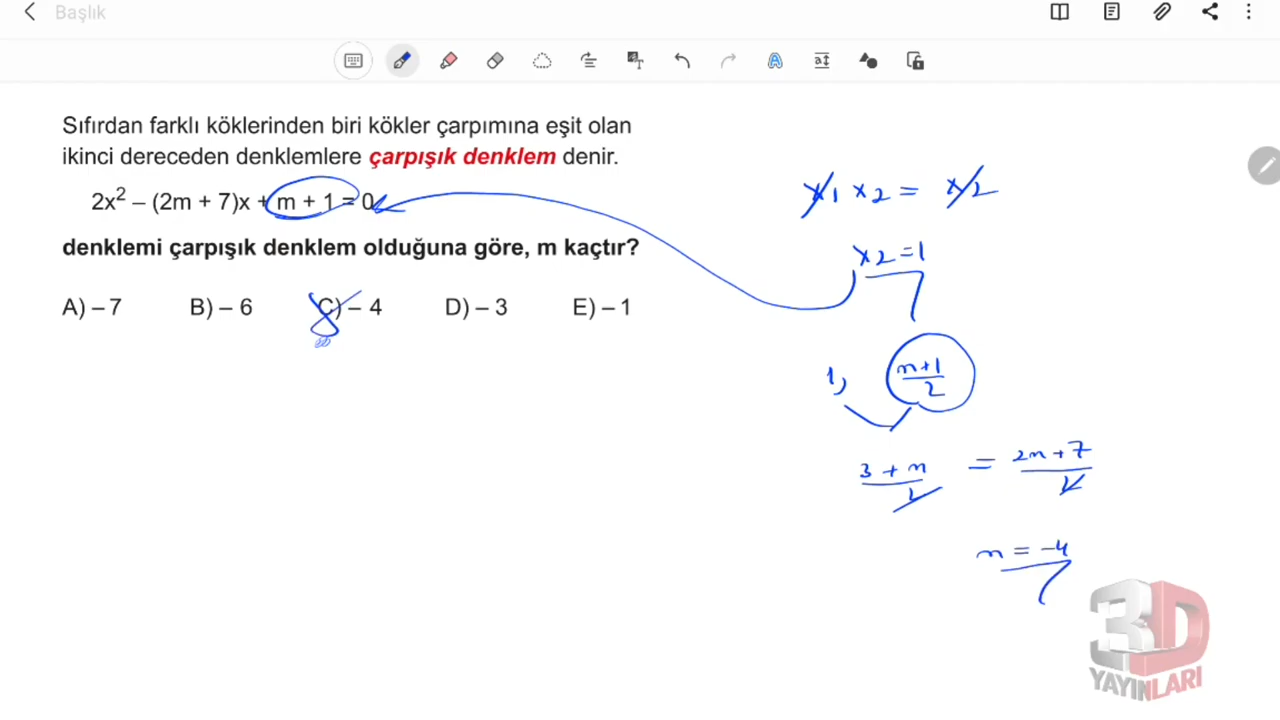 Başlık
Sıfırdan farklı köklerinden biri kökler çarpımına eşit olan
ikinci dereceden denklemlere çarpışık denklem denir.
2x² – (2m + 7)x + m + 1 = 0
denklemi çarpışık denklem olduğuna göre, m kaçtır?
A) – 7 B) – 6 C) – 4 D) – 3 E) – 1
x1 x2 = x2
x2 = 1
1, m+1/2
3 + m/2 = 2m + 7/2
m = -4
3D
YAYINLARI